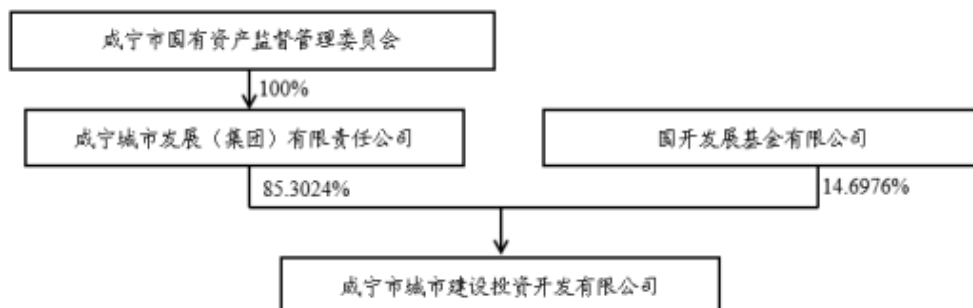 咸宁市国有资产监督管理委员会
100%
咸宁城市发展（集团）有限责任公司
国开发展基金有限公司
85.3024%
14.6976%
咸宁市城市建设投资开发有限公司